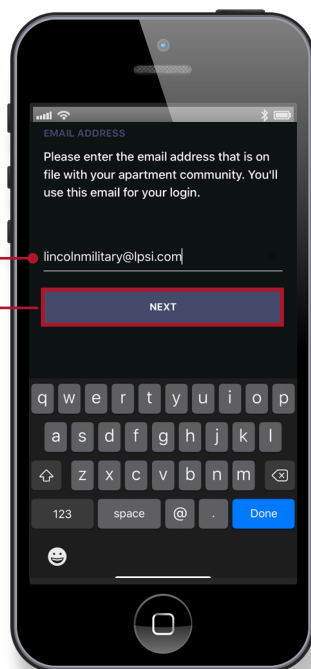 EMAIL ADDRESS
Please enter the email address that is on
file with your apartment community. You'll
use this email for your login.
lincolnmilitary@lpsi.com
NEXT
q w e r t y u i o p
a s d f g h j k l
z x c v b n m
123 space @ . Done